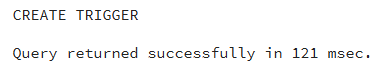 CREATE TRIGGER
Query returned successfully in 121 msec.